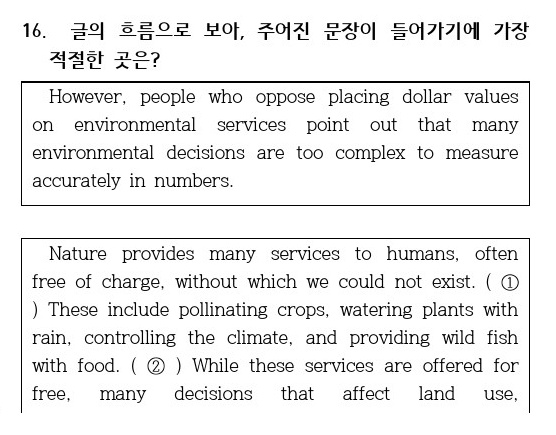 16. 글의 흐름으로 보아, 주어진 문장이 들어가기에 가장
적절한 곳은?
However, people who oppose placing dollar values
on environmental services point out that many
environmental decisions are too complex to measure
accurately in numbers.
Nature provides many services to humans, often
free of charge, without which we could not exist. ( ①
) These include pollinating crops, watering plants with
rain, controlling the climate, and providing wild fish
with food. ( ② ) While these services are offered for
free, many decisions that affect land use,